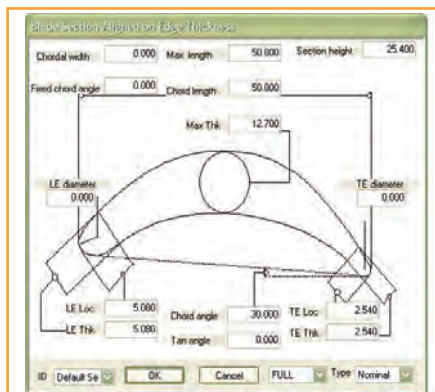 Blade Section Aligned on Edge Thickness
Chordal width 0.000 Max length 50.800 Section height 25.400
Fixed chord angle 0.000 Chord length 50.000
Max Thk 12.700
LE diameter TE diameter
0.000 0.000
LE Loc 5.080 Chord angle 30.000 TE Loc 2.540
LE Thk 5.080 Tan angle 0.000 TE Thk 2.540
ID Default Se OK Cancel FULL Type Nominal